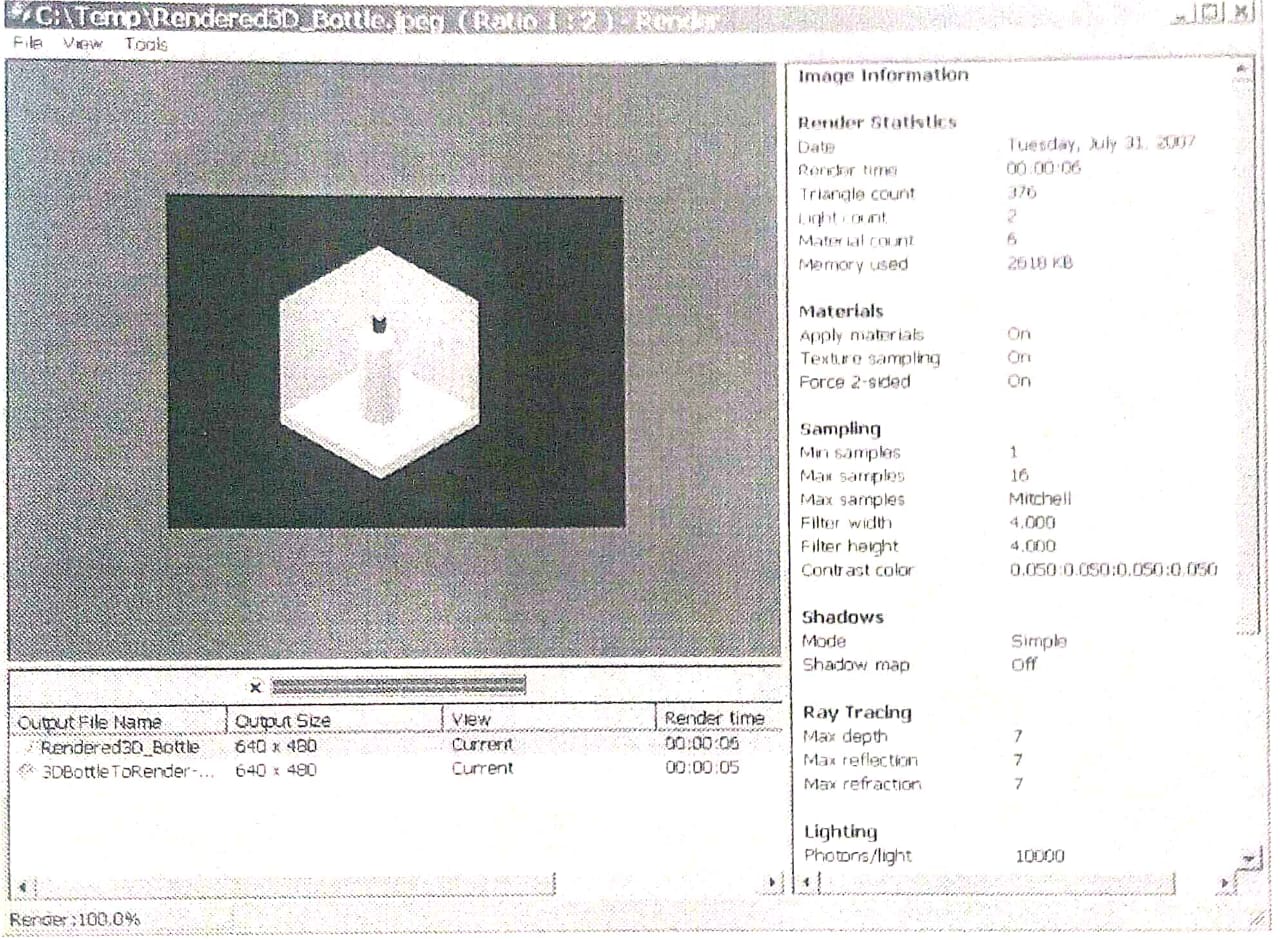 C:\Temp\Rendered3D_Bottle.jpeg (Ratio 1:2) - Render
File View Tools
Image Information
Render Statistics
Date Tuesday, July 31, 2007
Render time 00:00:06
Triangle count 376
Light count 2
Material count 6
Memory used 2618 KB
Materials
Apply materials On
Texture sampling On
Force 2-sided On
Sampling
Min samples 1
Max samples 16
Max samples Mitchell
Filter width 4.000
Filter height 4.000
Contrast color 0.050:0.050:0.050:0.050
Shadows
Mode Simple
Shadow map Off
Ray Tracing
Max depth 7
Max reflection 7
Max refraction 7
Lighting
Photons/light 10000
Output File Name Output Size View Render time
Rendered3D_Bottle 640 x 480 Current 00:00:06
3DBottleToRender-... 640 x 480 Current 00:00:05
Render:100.0%